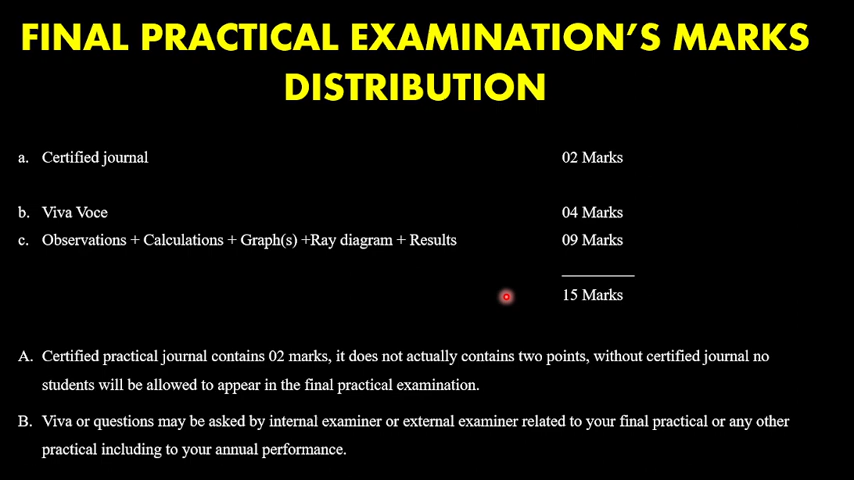 FINAL PRACTICAL EXAMINATION'S MARKS
DISTRIBUTION
a. Certified journal 02 Marks
b. Viva Voce 04 Marks
c. Observations + Calculations + Graph(s) +Ray diagram + Results 09 Marks
15 Marks
A. Certified practical journal contains 02 marks, it does not actually contains two points, without certified journal no
students will be allowed to appear in the final practical examination.
B. Viva or questions may be asked by internal examiner or external examiner related to your final practical or any other
practical including to your annual performance.